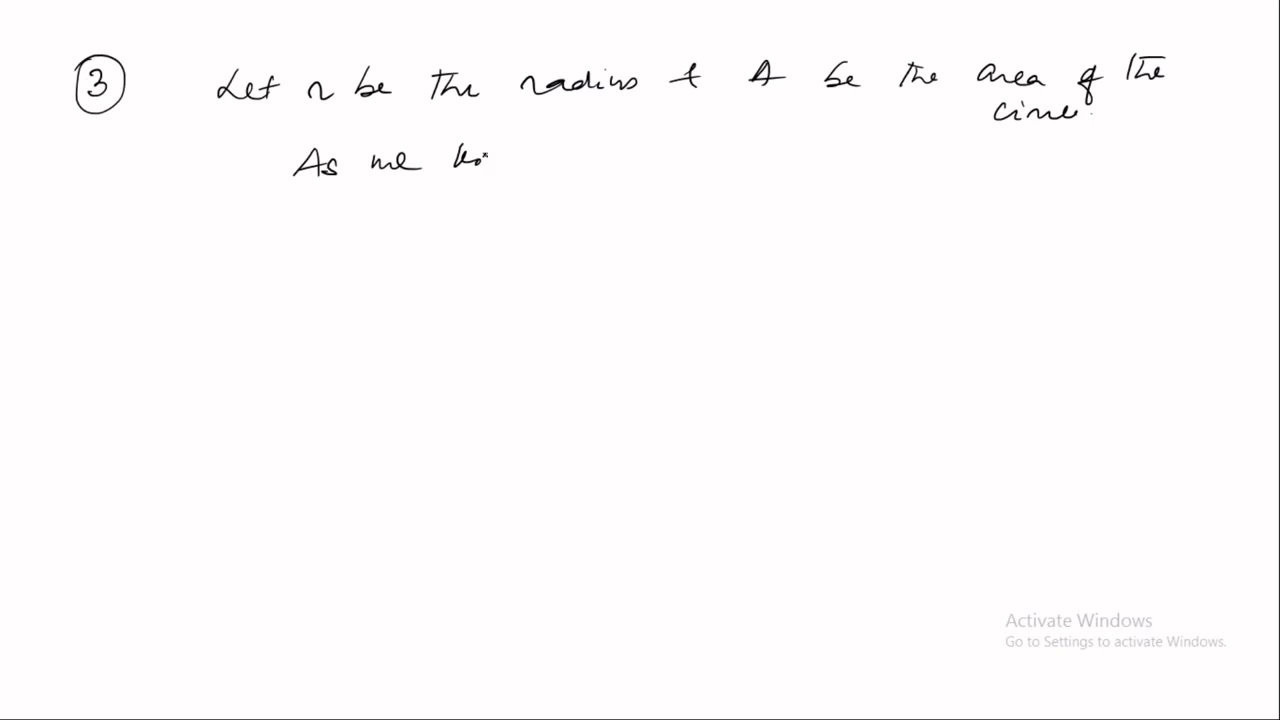 3 Let r be the radius & A be the area of the
circle.
As we
Activate Windows
Go to Settings to activate Windows.